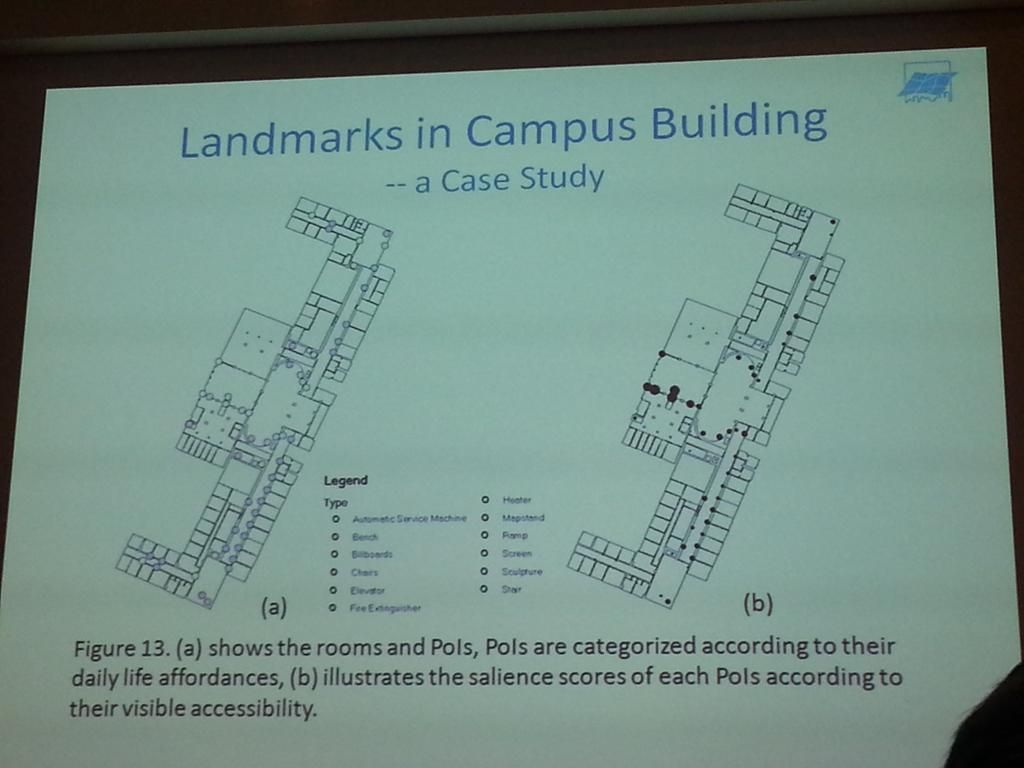 Landmarks in Campus Building
-- a Case Study
Legend
Type
Automatic Service Machine
Bench
Billboards
Chairs
Elevator
Fire Extinguisher
Heater
Mapstand
Ramp
Screen
Sculpture
Stair
(a)
(b)
Figure 13. (a) shows the rooms and PoIs, PoIs are categorized according to their
daily life affordances, (b) illustrates the salience scores of each PoIs according to
their visible accessibility.